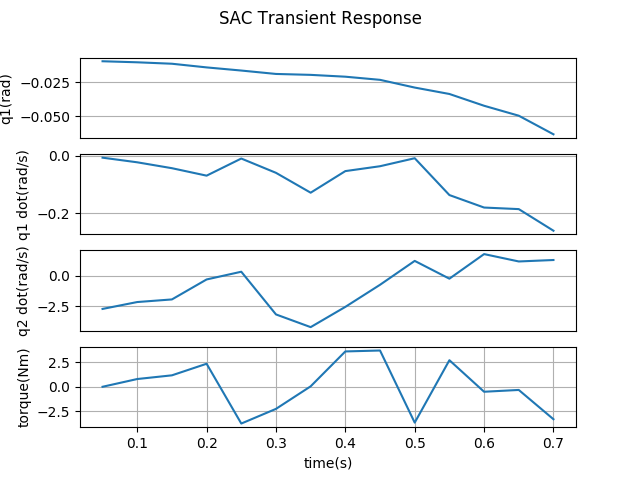 SAC Transient Response
q1(rad)
−0.025
−0.050
q1 dot(rad/s)
0.0
−0.2
q2 dot(rad/s)
0.0
−2.5
torque(Nm)
2.5
0.0
−2.5
0.1 0.2 0.3 0.4 0.5 0.6 0.7
time(s)